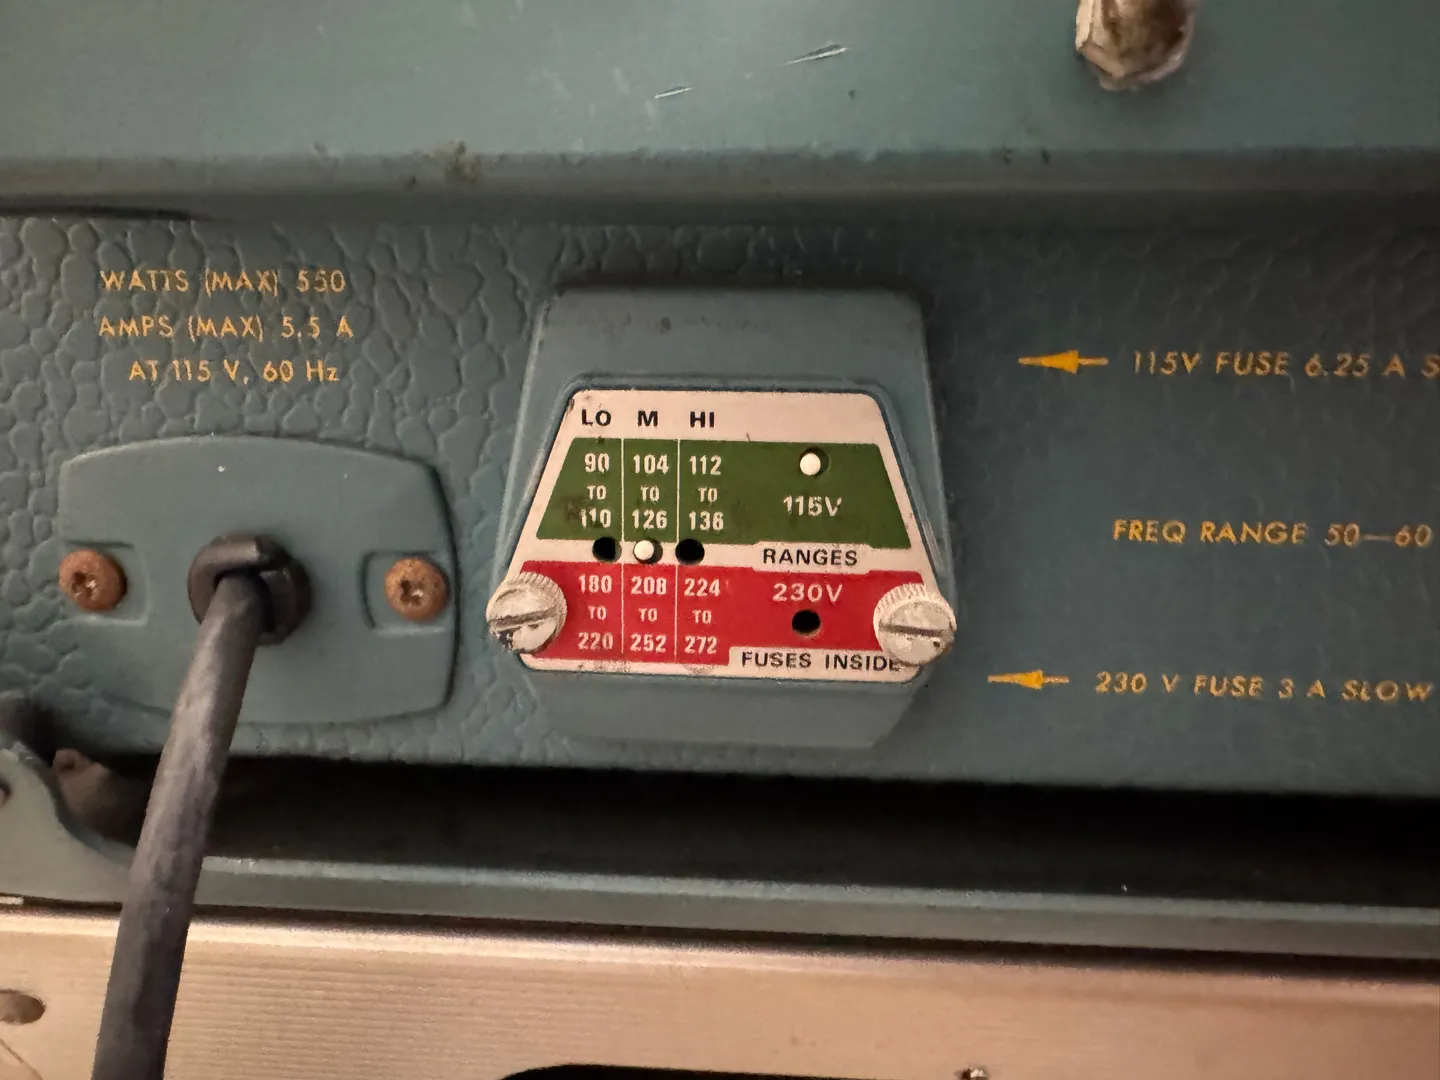 WATTS (MAX) 550
AMPS (MAX) 5.5 A
AT 115 V, 60 Hz
LO M HI
90 104 112
TO TO TO
110 126 136
115V
RANGES
180 208 224
TO TO TO
220 252 272
230V
FUSES INSIDE
115V FUSE 6.25 A S
FREQ RANGE 50–60
230 V FUSE 3 A SLOW